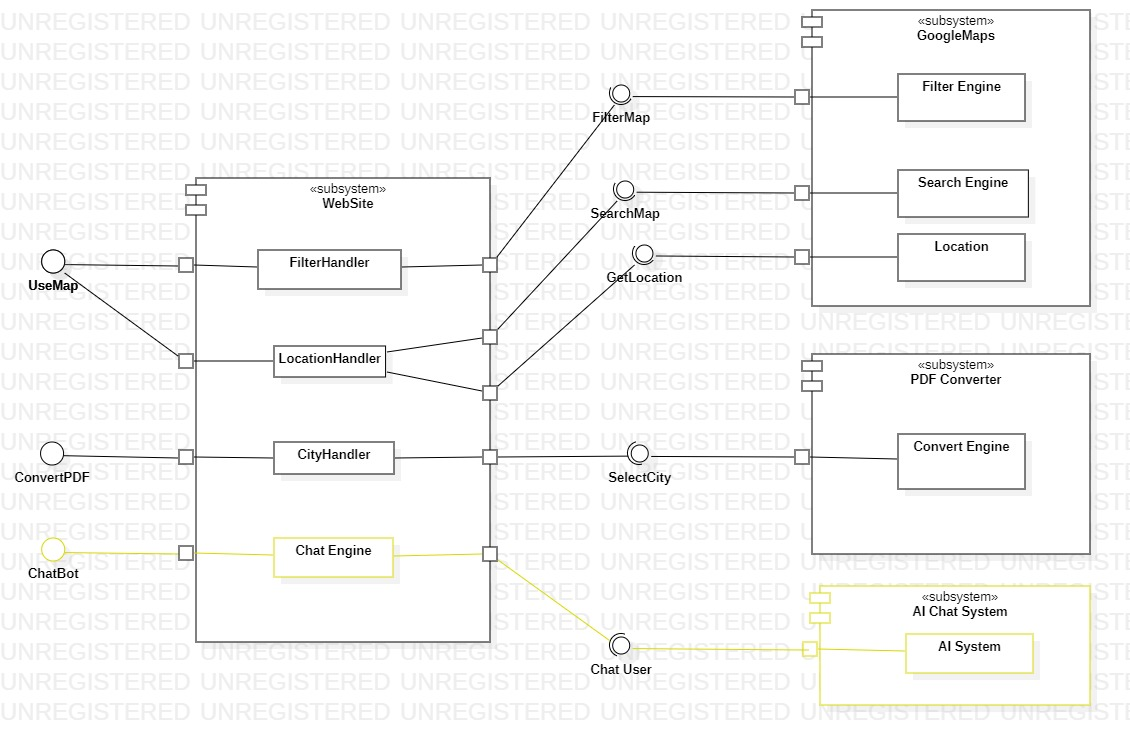 «subsystem»
GoogleMaps
Filter Engine
FilterMap
Search Engine
SearchMap
Location
GetLocation
«subsystem»
WebSite
FilterHandler
UseMap
LocationHandler
CityHandler
ConvertPDF
Chat Engine
ChatBot
«subsystem»
PDF Converter
Convert Engine
SelectCity
«subsystem»
AI Chat System
AI System
Chat User
UNREGISTERED